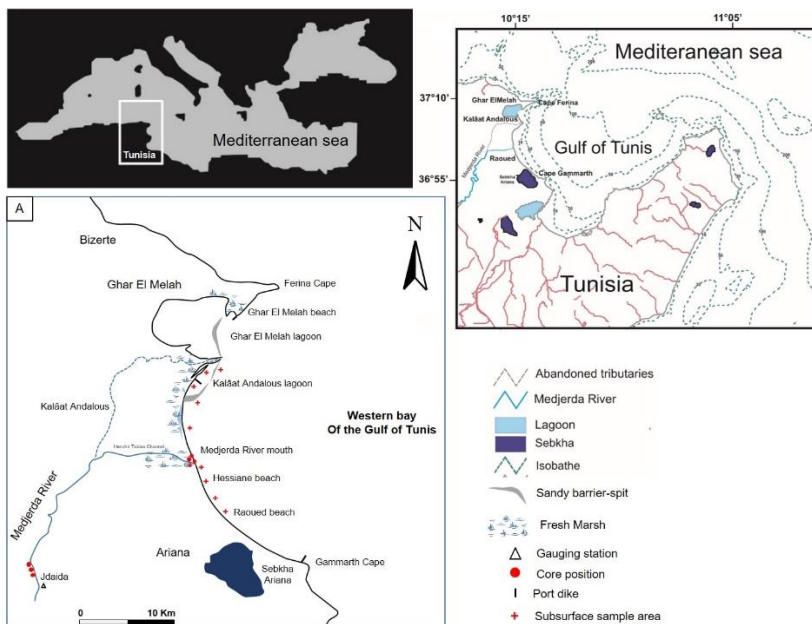 Mediterranean sea
Tunisia
10°15'
11°05'
Mediteranean sea
37°10'
Ghar ElMelah
Cape Ferina
Kalâat Andalous
Gulf of Tunis
Medjerda River
Raoued
36°55'
Sebkha
Ariana
Cape Gammarth
Tunisia
A
N
Bizerte
Ghar El Melah
Ferina Cape
Ghar El Melah beach
Ghar El Melah lagoon
Kalâat Andalous lagoon
Kalâat Andalous
Western bay
Of the Gulf of Tunis
Medjerda River mouth
Hessiane beach
Medjerda River
Raoued beach
Ariana
Gammarth Cape
Jdaida
Sebkha
Ariana
0
10 Km
Abandoned tributaries
Medjerda River
Lagoon
Sebkha
Isobathe
Sandy barrier-spit
Fresh Marsh
Gauging station
Core position
Port dike
Subsurface sample area